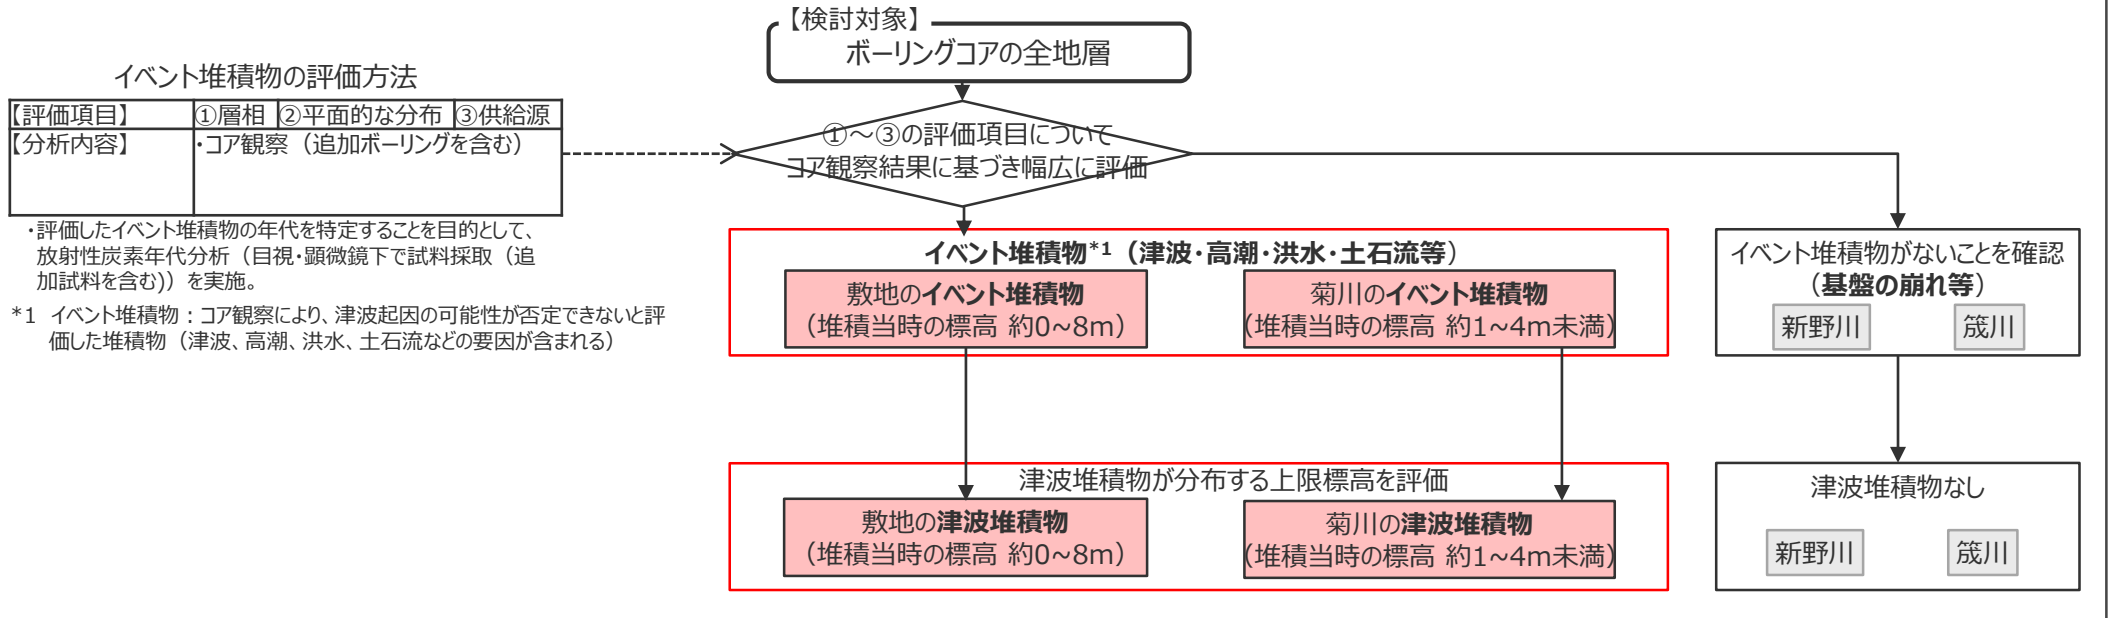 【検討対象】
ボーリングコアの全地層
イベント堆積物の評価方法
【評価項目】 ①層相 ②平面的な分布 ③供給源
【分析内容】 ・コア観察（追加ボーリングを含む）
①～③の評価項目について
コア観察結果に基づき幅広に評価
・評価したイベント堆積物の年代を特定することを目的として、
放射性炭素年代分析（目視・顕微鏡下で試料採取（追
加試料を含む)）を実施。
*1 イベント堆積物：コア観察により、津波起因の可能性が否定できないと評
価した堆積物（津波、高潮、洪水、土石流などの要因が含まれる）
イベント堆積物*1（津波・高潮・洪水・土石流等）
敷地のイベント堆積物
（堆積当時の標高 約0~8m）
菊川のイベント堆積物
（堆積当時の標高 約1~4m未満）
イベント堆積物がないことを確認
（基盤の崩れ等）
新野川 筬川
津波堆積物が分布する上限標高を評価
敷地の津波堆積物
（堆積当時の標高 約0~8m）
菊川の津波堆積物
（堆積当時の標高 約1~4m未満）
津波堆積物なし
新野川 筬川